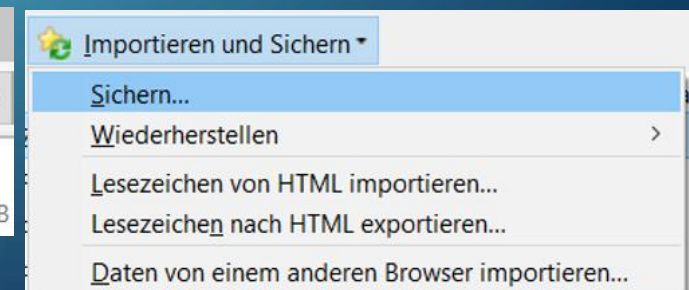 Importieren und Sichern
Sichern...
Wiederherstellen
Lesezeichen von HTML importieren...
Lesezeichen nach HTML exportieren...
Daten von einem anderen Browser importieren...